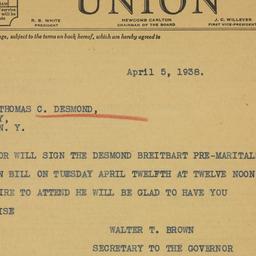 UNION
R. B. WHITE
PRESIDENT
NEWCOMB CARLTON
CHAIRMAN OF THE BOARD
J. C. WILLEVER
FIRST VICE-PRESIDENT
age, subject to the terms on back hereof, which are hereby agreed to
April 5, 1938.
THOMAS C. DESMOND,
Y,
N. Y.
OR WILL SIGN THE DESMOND BREITBART PRE-MARITAL
N BILL ON TUESDAY APRIL TWELFTH AT TWELVE NOON
IRE TO ATTEND HE WILL BE GLAD TO HAVE YOU
ISE
WALTER T. BROWN
SECRETARY TO THE GOVERNOR